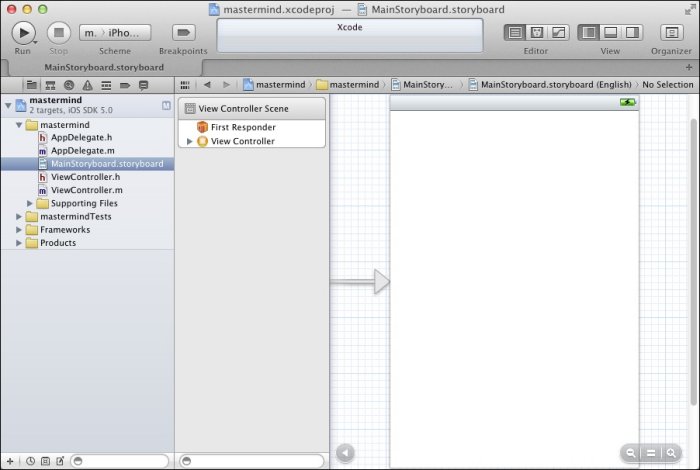 mastermind.xcodeproj — MainStoryboard.storyboard
m. iPho...
Xcode
Run Stop Scheme Breakpoints Editor View Organizer
MainStoryboard.storyboard
mastermind mastermind MainStory... MainStoryboard.storyboard (English) No Selection
mastermind
2 targets, iOS SDK 5.0
M
mastermind
h AppDelegate.h
m AppDelegate.m
MainStoryboard.storyboard
h ViewController.h
m ViewController.m
Supporting Files
mastermindTests
Frameworks
Products
View Controller Scene
First Responder
View Controller